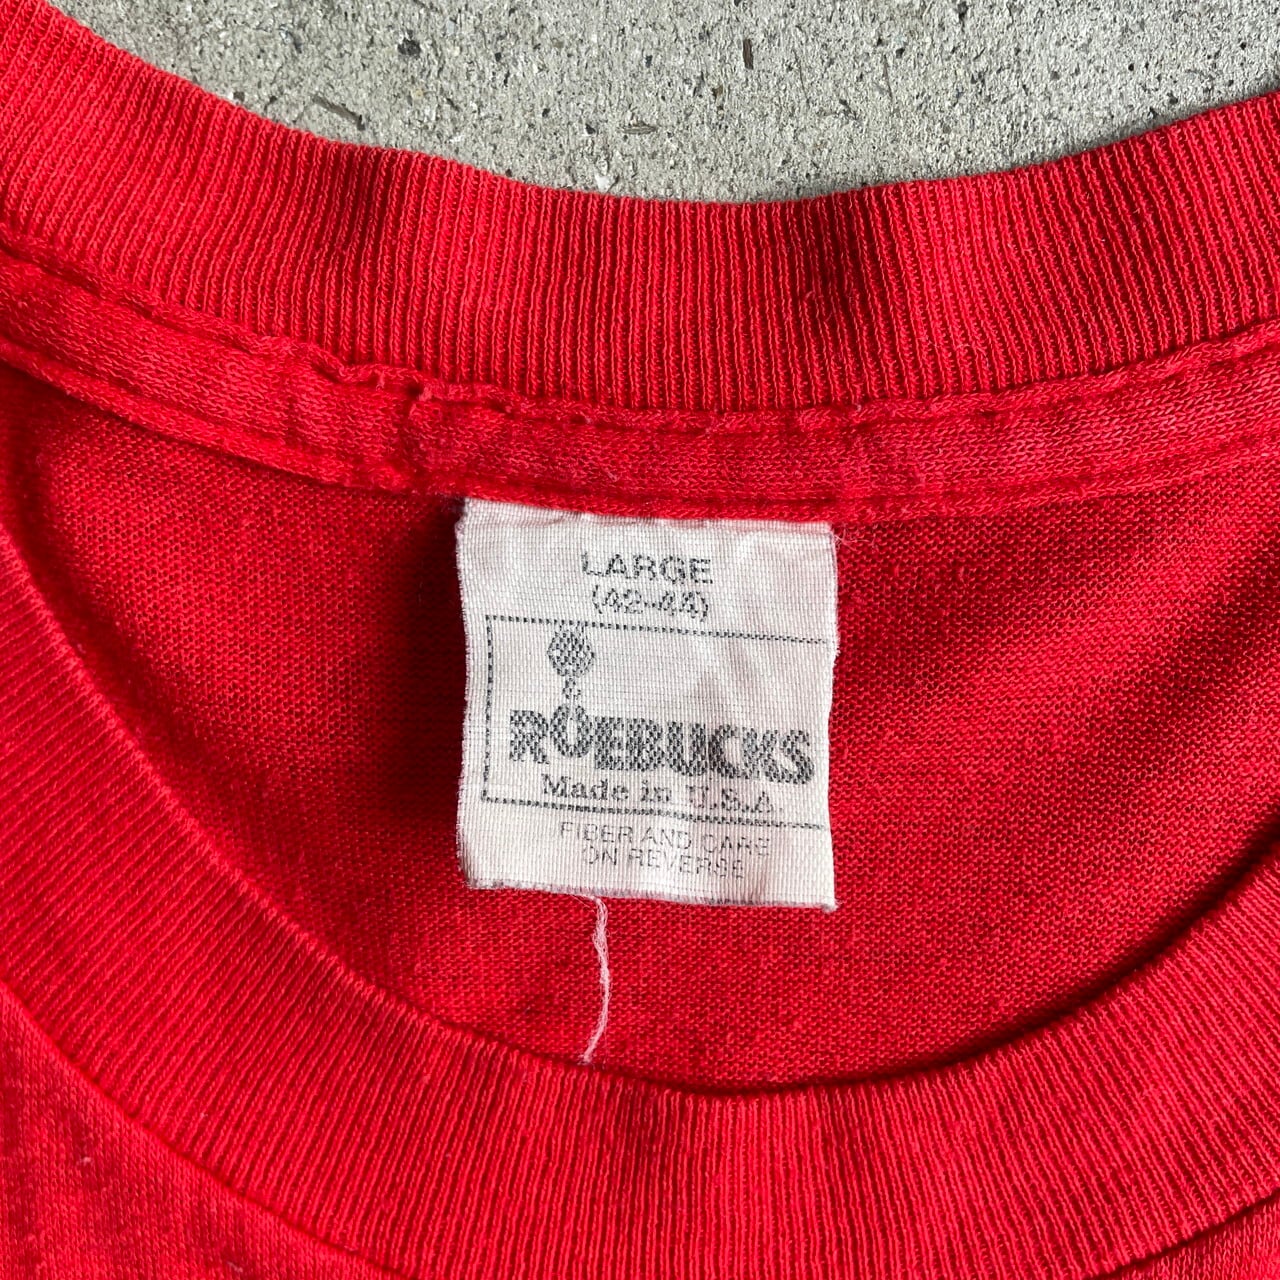 LARGE
(42-44)
ROEBUCKS
Made in U.S.A.
FIBER AND CARE
ON REVERSE